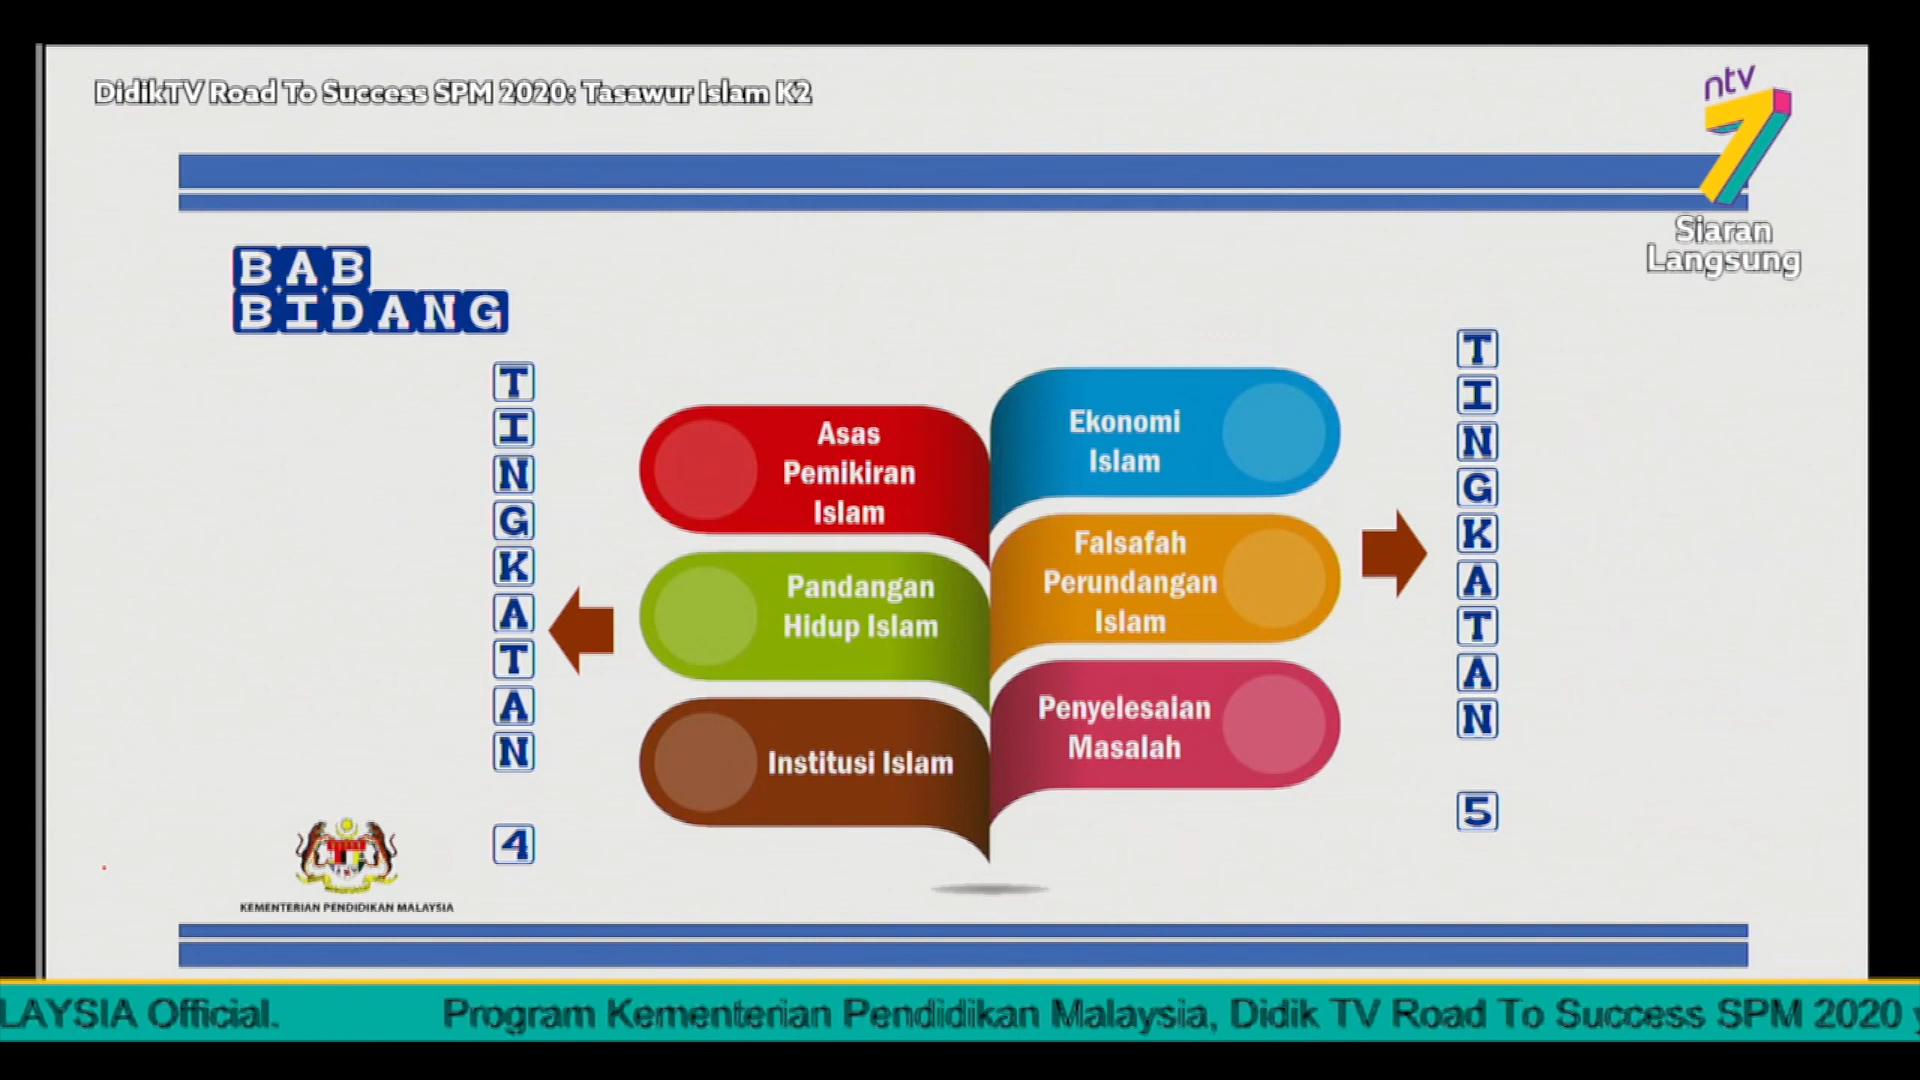 DidikTV Road To Success SPM 2020: Tasawur Islam K2
ntv
7
Siaran
Langsung
BAB
BIDANG
TINGKATAN 4
Asas
Pemikiran
Islam
Pandangan
Hidup Islam
Institusi Islam
Ekonomi
Islam
Falsafah
Perundangan
Islam
Penyelesaian
Masalah
TINGKATAN 5
KEMENTERIAN PENDIDIKAN MALAYSIA
LAYSIA Official. Program Kementerian Pendidikan Malaysia, Didik TV Road To Success SPM 2020